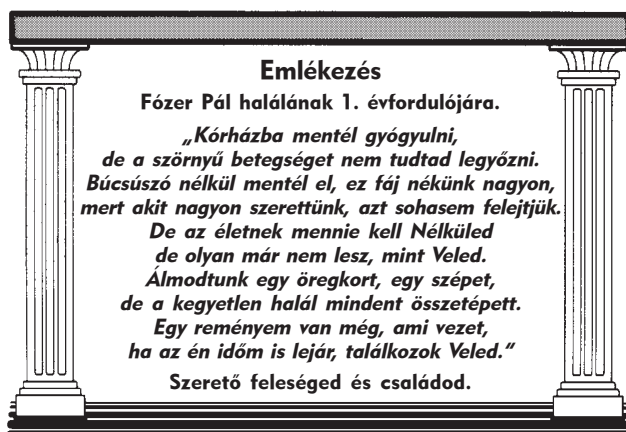 Emlékezés
Fózer Pál halálának 1. évfordulójára.
„Kórházba mentél gyógyulni,
de a szörnyű betegséget nem tudtad legyőzni.
Búcsúszó nélkül mentél el, ez fáj nékünk nagyon,
mert akit nagyon szerettünk, azt sohasem felejtjük.
De az életnek mennie kell Nélküled
de olyan már nem lesz, mint Veled.
Álmodtunk egy öregkort, egy szépet,
de a kegyetlen halál mindent összetépett.
Egy reményem van még, ami vezet,
ha az én időm is lejár, találkozok Veled.”
Szerető feleséged és családod.